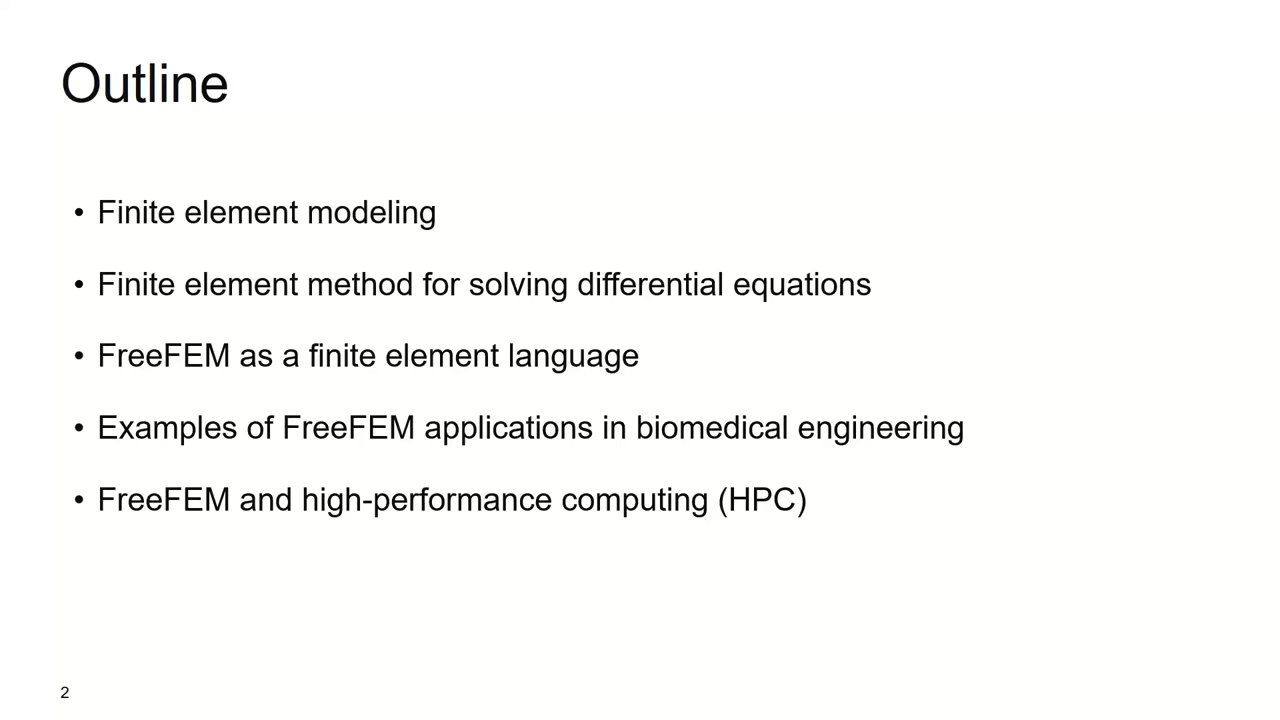 Outline
• Finite element modeling
• Finite element method for solving differential equations
• FreeFEM as a finite element language
• Examples of FreeFEM applications in biomedical engineering
• FreeFEM and high-performance computing (HPC)
2